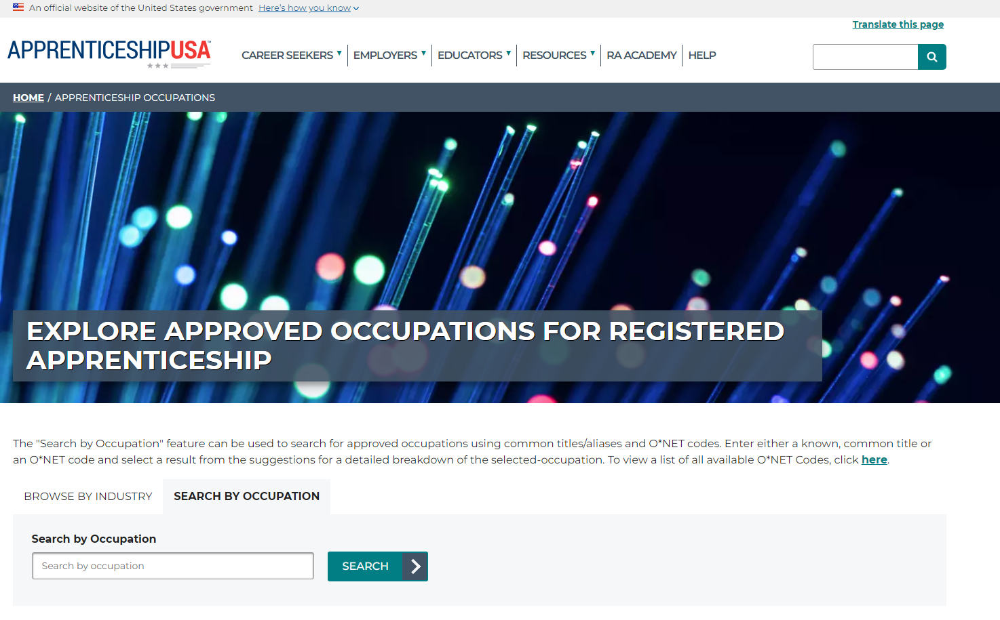 An official website of the United States government Here's how you know
Translate this page
APPRENTICESHIPUSA™
CAREER SEEKERS EMPLOYERS EDUCATORS RESOURCES RA ACADEMY HELP
HOME / APPRENTICESHIP OCCUPATIONS
EXPLORE APPROVED OCCUPATIONS FOR REGISTERED
APPRENTICESHIP
The "Search by Occupation" feature can be used to search for approved occupations using common titles/aliases and O*NET codes. Enter either a known, common title or
an O*NET code and select a result from the suggestions for a detailed breakdown of the selected-occupation. To view a list of all available O*NET Codes, click here.
BROWSE BY INDUSTRY SEARCH BY OCCUPATION
Search by Occupation
Search by occupation SEARCH